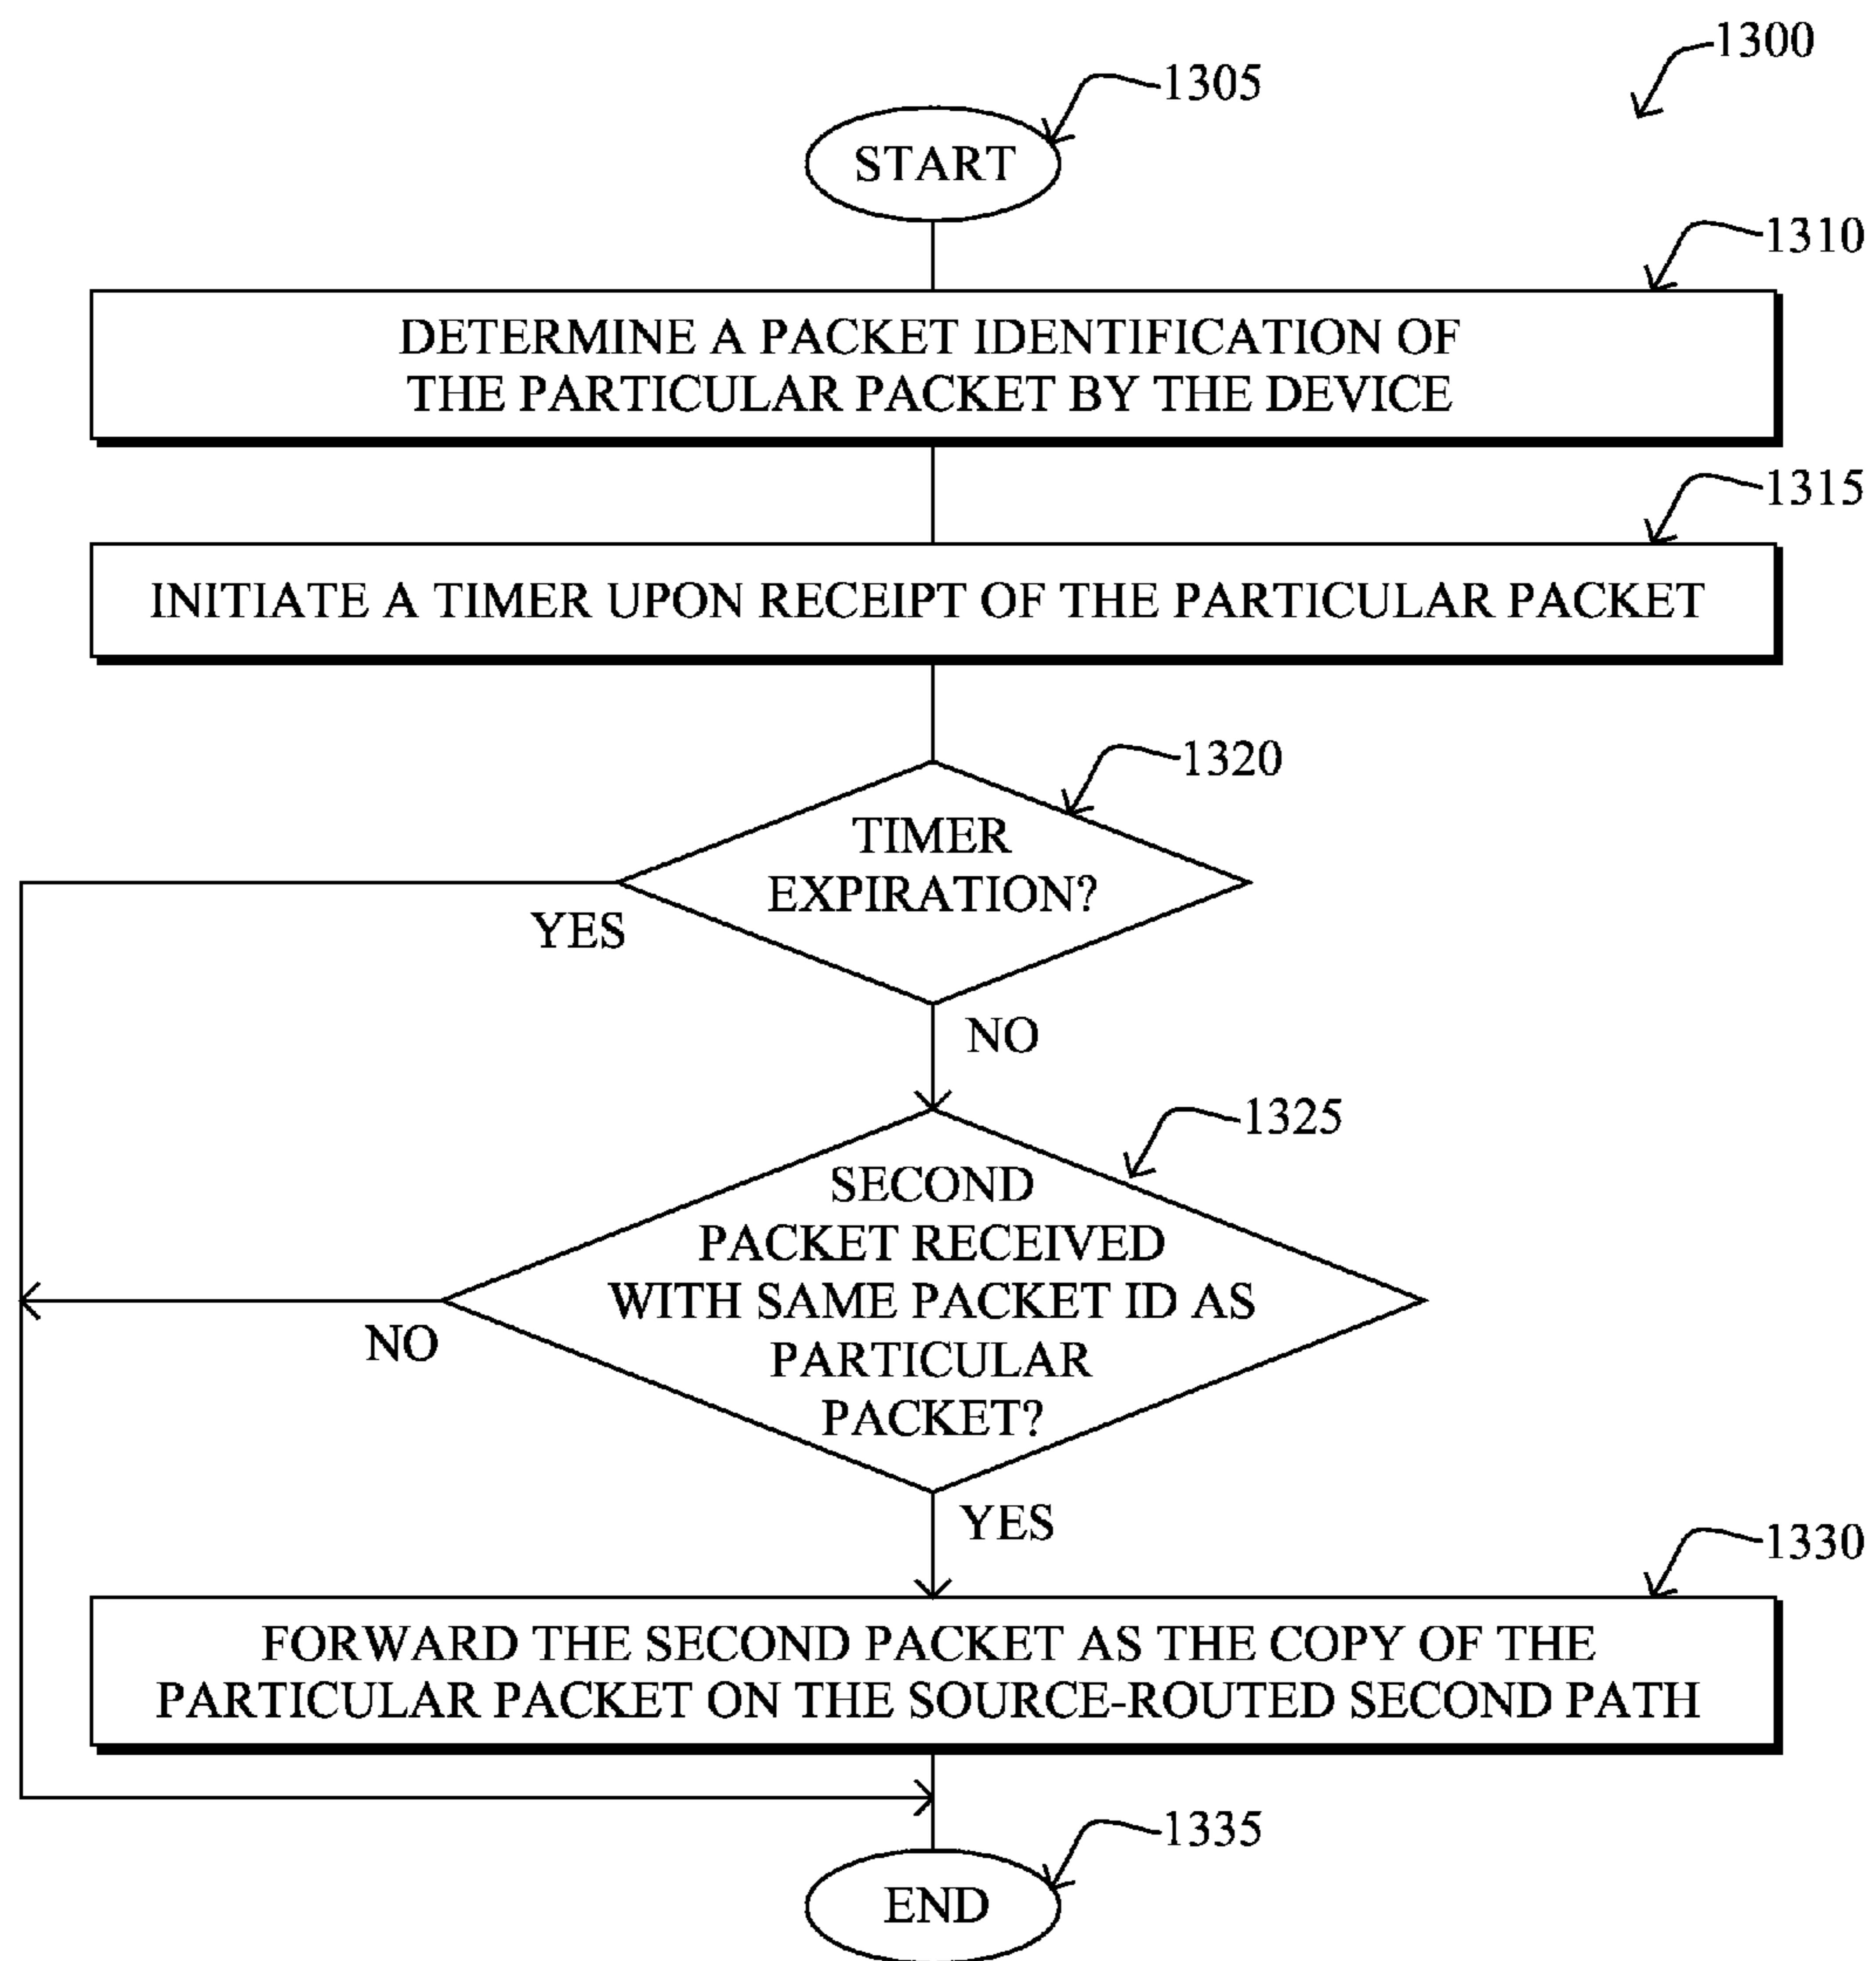 1300
1305
START
1310
DETERMINE A PACKET IDENTIFICATION OF
THE PARTICULAR PACKET BY THE DEVICE
1315
INITIATE A TIMER UPON RECEIPT OF THE PARTICULAR PACKET
1320
TIMER
EXPIRATION?
YES
NO
1325
SECOND
PACKET RECEIVED
WITH SAME PACKET ID AS
PARTICULAR
PACKET?
NO
YES
1330
FORWARD THE SECOND PACKET AS THE COPY OF THE
PARTICULAR PACKET ON THE SOURCE-ROUTED SECOND PATH
1335
END